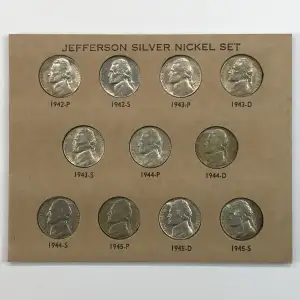 JEFFERSON SILVER NICKEL SET
1942-P 1942-S 1943-P 1943-D
1943-S 1944-P 1944-D
1944-S 1945-P 1945-D 1945-S